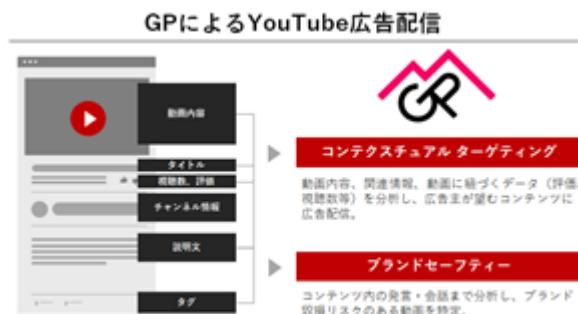 GPによるYouTube広告配信
動画内容
タイトル
視聴数、評価
チャンネル情報
説明文
タグ
GP
コンテクスチュアル ターゲティング
動画内容、関連情報、動画に紐づくデータ（評価
視聴数等）を分析し、広告主が望むコンテンツに
広告配信。
ブランドセーフティー
コンテンツ内の発言・会話まで分析し、ブランド
毀損リスクのある動画を特定。